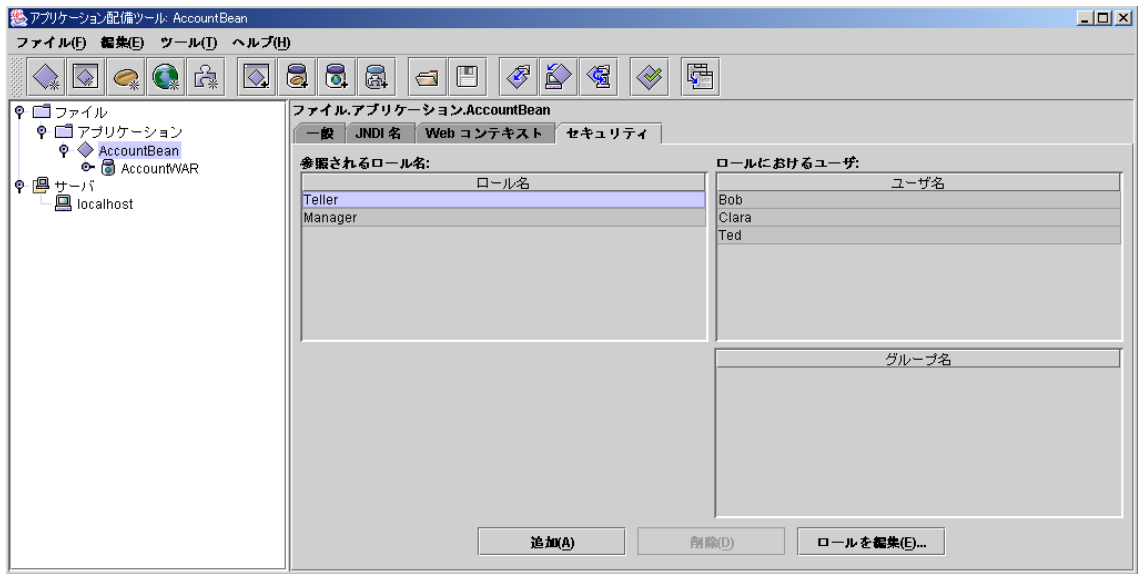 アプリケーション配備ツール: AccountBean
ファイル(F) 編集(E) ツール(T) ヘルプ(H)
ファイル
アプリケーション
AccountBean
AccountWAR
サーバ
localhost
ファイル.アプリケーション.AccountBean
一般 JNDI 名 Web コンテキスト セキュリティ
参照されるロール名:
ロール名
Teller
Manager
ロールにおけるユーザ:
ユーザ名
Bob
Clara
Ted
グループ名
追加(A) 削除(D) ロールを編集(E)...